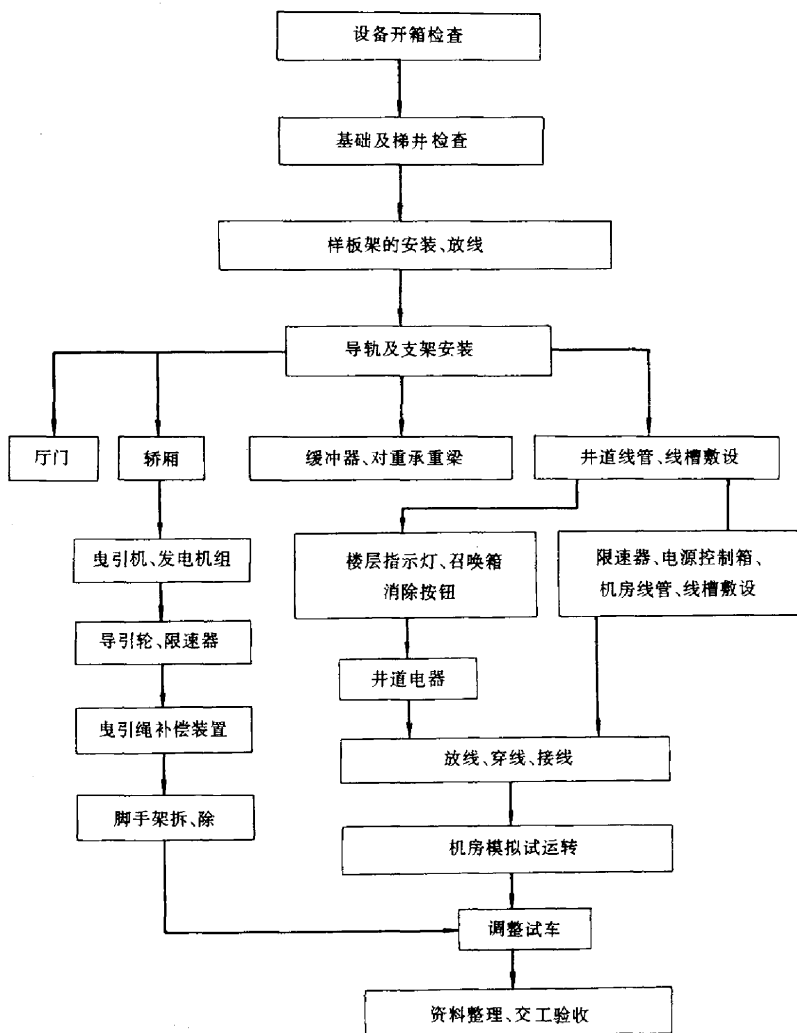 设备开箱检查
基础及梯井检查
样板架的安装、放线
导轨及支架安装
厅门
轿厢
缓冲器、对重承重梁
井道线管、线槽敷设
曳引机、发电机组
楼层指示灯、召唤箱
消除按钮
限速器、电源控制箱、
机房线管、线槽敷设
导引轮、限速器
井道电器
曳引绳补偿装置
放线、穿线、接线
脚手架拆、除
机房模拟试运转
调整试车
资料整理、交工验收